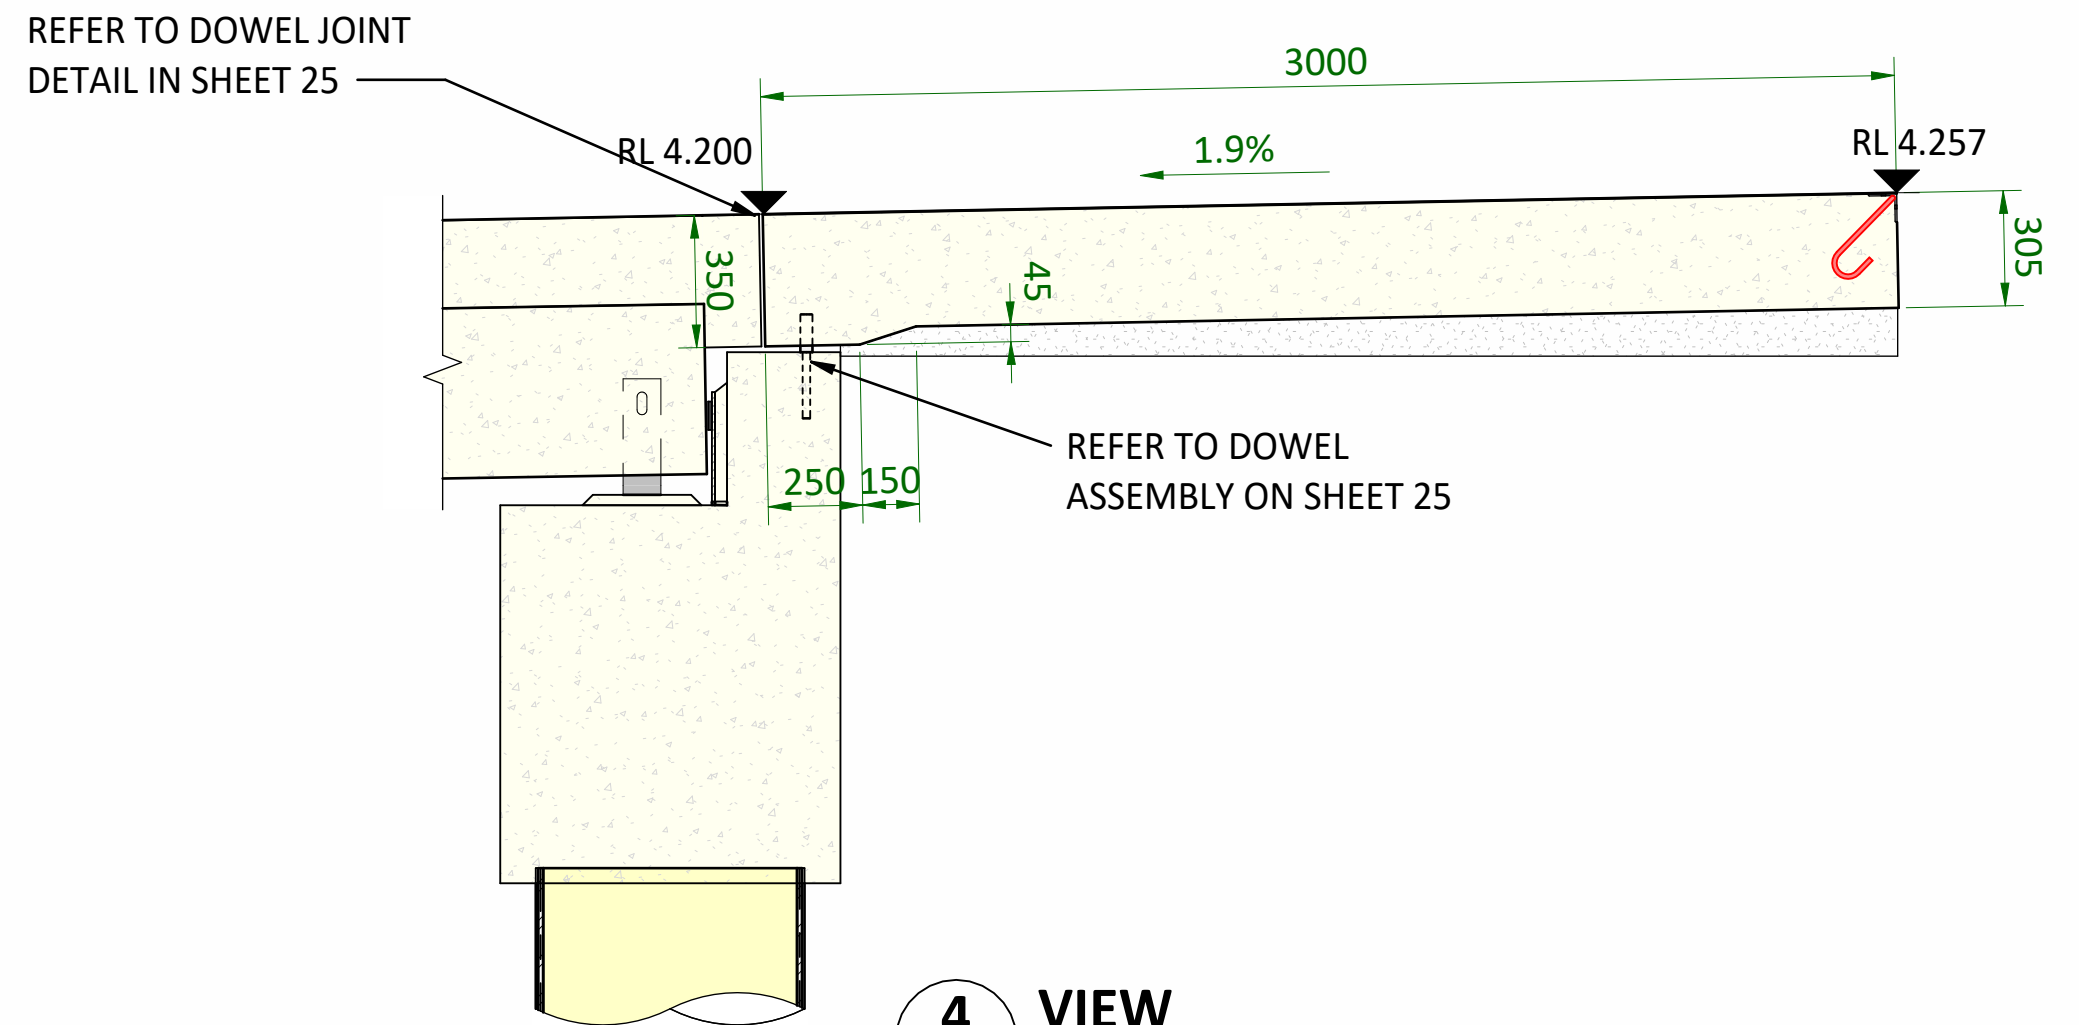 REFER TO DOWEL JOINT
DETAIL IN SHEET 25
3000
RL 4.200
1.9%
RL 4.257
350
45
305
250
150
REFER TO DOWEL
ASSEMBLY ON SHEET 25
4
VIEW